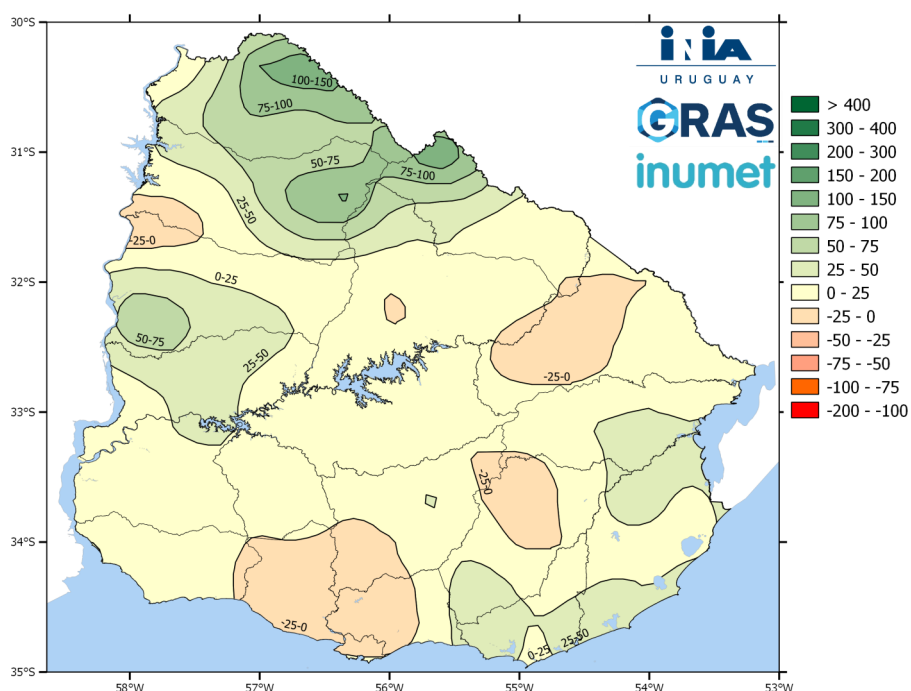 30°S
31°S
32°S
33°S
34°S
35°S
58°W
57°W
56°W
55°W
54°W
53°W
100-150
75-100
50-75
75-100
25-50
-25-0
0-25
50-75
25-50
-25-0
-25-0
-25-0
0-25
25-50
INIA
URUGUAY
GRAS
inumet
> 400
300 - 400
200 - 300
150 - 200
100 - 150
75 - 100
50 - 75
25 - 50
0 - 25
-25 - 0
-50 - -25
-75 - -50
-100 - -75
-200 - -100